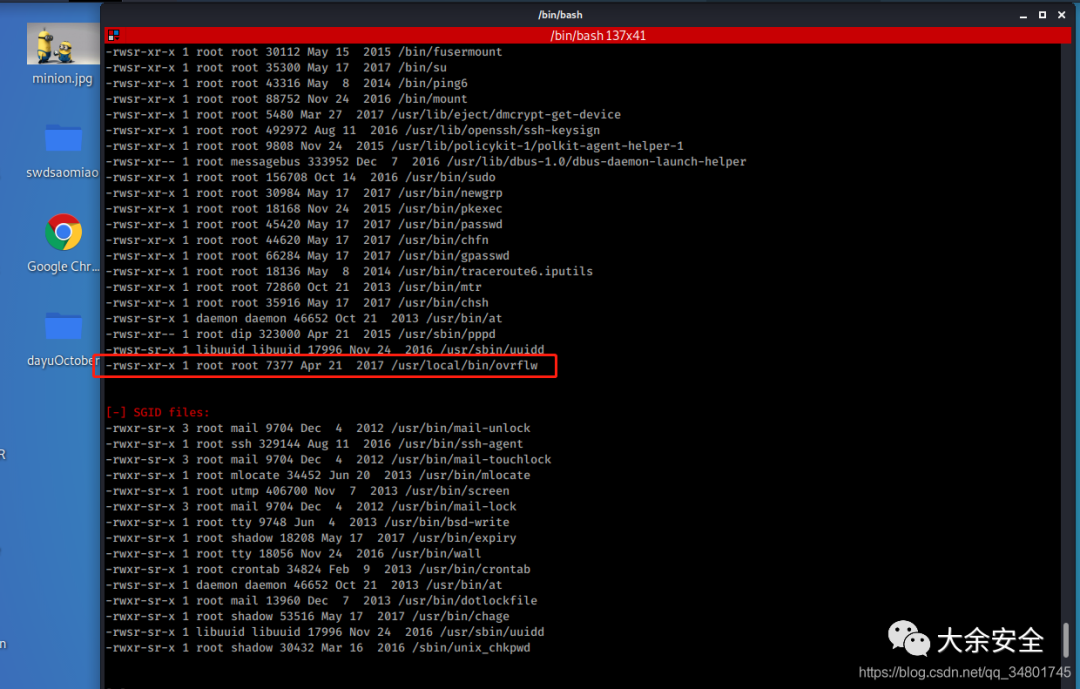 /bin/bash
/bin/bash 137x41
minion.jpg
swdsaomiao
Google Chr...
dayuOctober
R
n
-rwsr-xr-x 1 root root 30112 May 15  2015 /bin/fusermount
-rwsr-xr-x 1 root root 35300 May 17  2017 /bin/su
-rwsr-xr-x 1 root root 43316 May  8  2014 /bin/ping6
-rwsr-xr-x 1 root root 88752 Nov 24  2016 /bin/mount
-rwsr-xr-x 1 root root 5480 Mar 27  2017 /usr/lib/eject/dmcrypt-get-device
-rwsr-xr-x 1 root root 492972 Aug 11  2016 /usr/lib/openssh/ssh-keysign
-rwsr-xr-x 1 root root 9808 Nov 24  2015 /usr/lib/policykit-1/polkit-agent-helper-1
-rwsr-xr-- 1 root messagebus 333952 Dec  7  2016 /usr/lib/dbus-1.0/dbus-daemon-launch-helper
-rwsr-xr-x 1 root root 156708 Oct 14  2016 /usr/bin/sudo
-rwsr-xr-x 1 root root 30984 May 17  2017 /usr/bin/newgrp
-rwsr-xr-x 1 root root 18168 Nov 24  2015 /usr/bin/pkexec
-rwsr-xr-x 1 root root 45420 May 17  2017 /usr/bin/passwd
-rwsr-xr-x 1 root root 44620 May 17  2017 /usr/bin/chfn
-rwsr-xr-x 1 root root 66284 May 17  2017 /usr/bin/gpasswd
-rwsr-xr-x 1 root root 18136 May  8  2014 /usr/bin/traceroute6.iputils
-rwsr-xr-x 1 root root 72860 Oct 21  2013 /usr/bin/mtr
-rwsr-xr-x 1 root root 35916 May 17  2017 /usr/bin/chsh
-rwsr-sr-x 1 daemon daemon 46652 Oct 21  2013 /usr/bin/at
-rwsr-xr-- 1 root dip 323000 Apr 21  2015 /usr/sbin/pppd
-rwsr-sr-x 1 libuuid libuuid 17996 Nov 24  2016 /usr/sbin/uuidd
-rwsr-xr-x 1 root root 7377 Apr 21  2017 /usr/local/bin/ovrflw
[-] SGID files:
-rwxr-sr-x 3 root mail 9704 Dec  4  2012 /usr/bin/mail-unlock
-rwxr-sr-x 1 root ssh 329144 Aug 11  2016 /usr/bin/ssh-agent
-rwxr-sr-x 3 root mail 9704 Dec  4  2012 /usr/bin/mail-touchlock
-rwxr-sr-x 1 root mlocate 34452 Jun 20  2013 /usr/bin/mlocate
-rwxr-sr-x 1 root utmp 406700 Nov  7  2013 /usr/bin/screen
-rwxr-sr-x 3 root mail 9704 Dec  4  2012 /usr/bin/mail-lock
-rwxr-sr-x 1 root tty 9748 Jun  4  2013 /usr/bin/bsd-write
-rwxr-sr-x 1 root shadow 18208 May 17  2017 /usr/bin/expiry
-rwxr-sr-x 1 root tty 18056 Nov 24  2016 /usr/bin/wall
-rwxr-sr-x 1 root crontab 34824 Feb  9  2013 /usr/bin/crontab
-rwsr-sr-x 1 daemon daemon 46652 Oct 21  2013 /usr/bin/at
-rwxr-sr-x 1 root mail 13960 Dec  7  2013 /usr/bin/dotlockfile
-rwxr-sr-x 1 root shadow 53516 May 17  2017 /usr/bin/chage
-rwsr-sr-x 1 libuuid libuuid 17996 Nov 24  2016 /usr/sbin/uuidd
-rwxr-sr-x 1 root shadow 30432 Mar 16  2016 /sbin/unix_chkpwd
大余安全
https://blog.csdn.net/qq_34801745